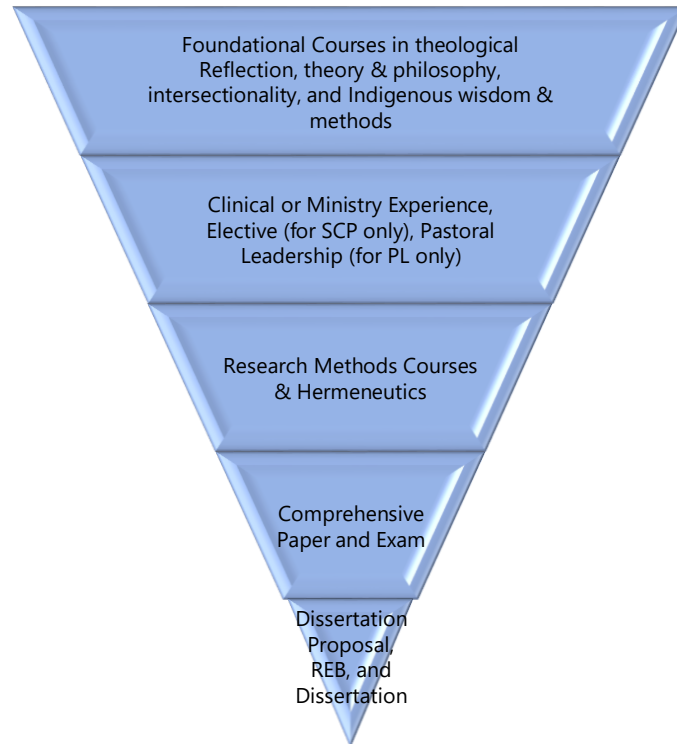 Foundational Courses in theological
Reflection, theory & philosophy,
intersectionality, and Indigenous wisdom &
methods
Clinical or Ministry Experience,
Elective (for SCP only), Pastoral
Leadership (for PL only)
Research Methods Courses
& Hermeneutics
Comprehensive
Paper and Exam
Dissertation
Proposal,
REB, and
Dissertation